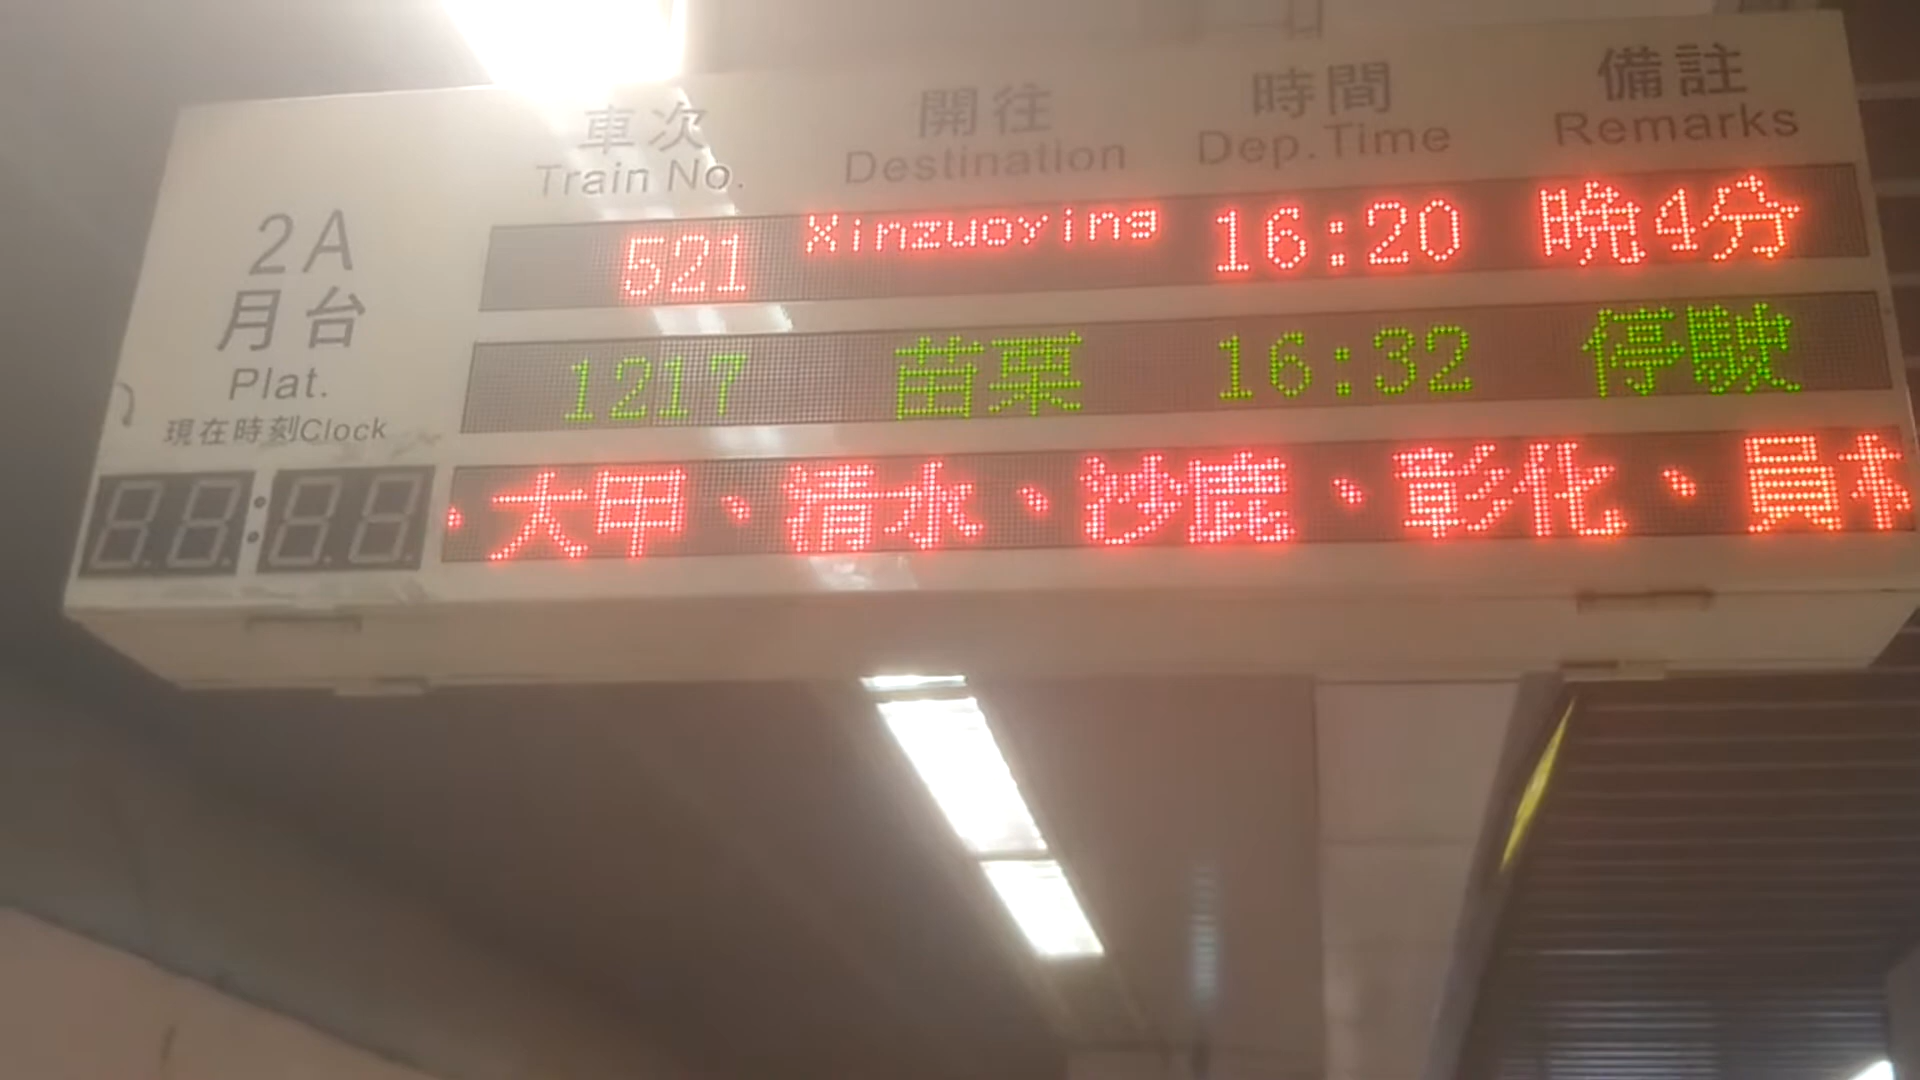 車次 開往 時間 備註
Train No. Destination Dep.Time Remarks
2A
月台
Plat.
現在時刻Clock
521 Xinzuoying 16:20 晚4分
1217 苗栗 16:32 停駛
、大甲、清水、沙鹿、彰化、員